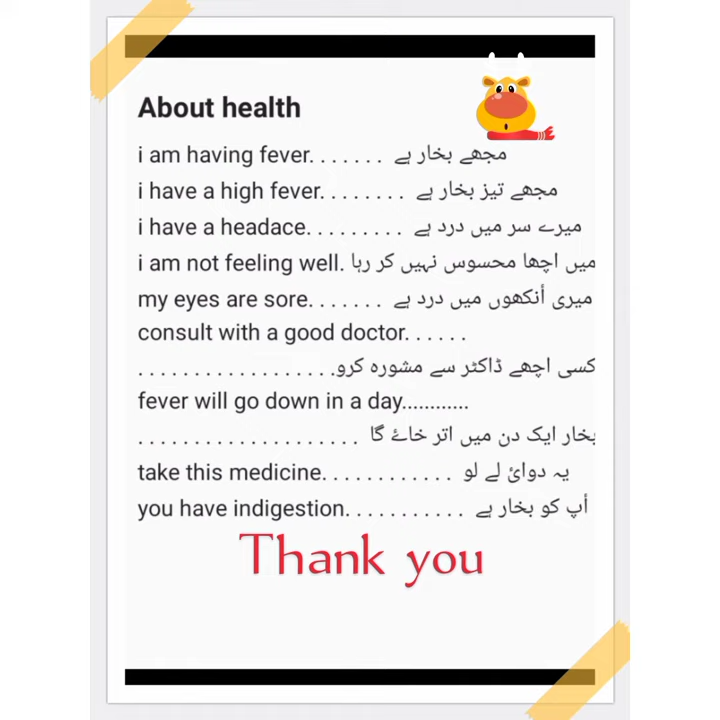 About health
i am having fever. . . . . . . مجھے بخار ہے
i have a high fever. . . . . . . . مجھے تیز بخار ہے
i have a headace. . . . . . . . . میرے سر میں درد ہے
i am not feeling well. میں اچھا محسوس نہیں کر رہا
my eyes are sore. . . . . . . میری أنکھوں میں درد ہے
consult with a good doctor. . . . . .
. . . . . . . . . . . . . . . . . . .کسی اچھے ڈاکٹر سے مشورہ کرو
fever will go down in a day............
. . . . . . . . . . . . . . . . . . . . . بخار ایک دن میں اتر خاۓ گا
take this medicine. . . . . . . . . . . . یہ دوائ لے لو
you have indigestion. . . . . . . . . . . أپ کو بخار ہے
Thank you